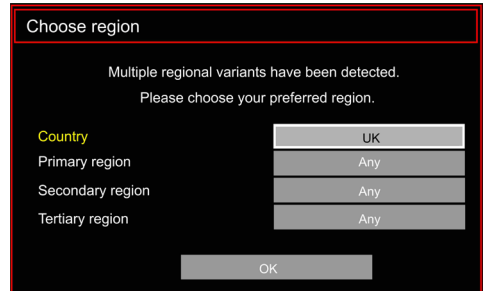 Choose region
Multiple regional variants have been detected.
Please choose your preferred region.
Country UK
Primary region Any
Secondary region Any
Tertiary region Any
OK